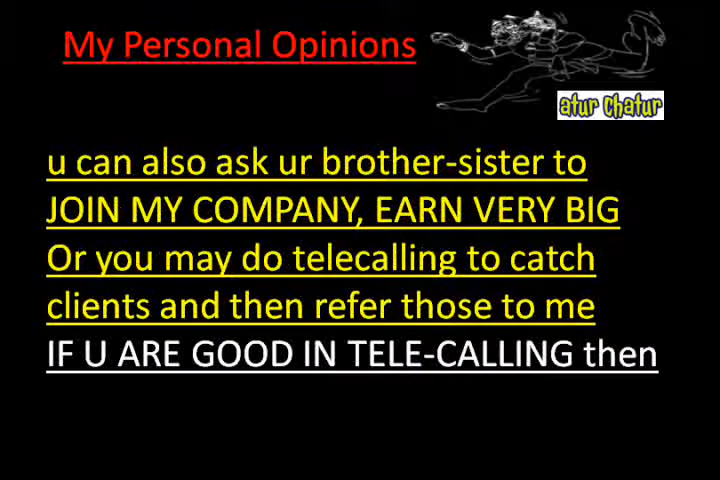 My Personal Opinions
atur chatur
u can also ask ur brother-sister to
JOIN MY COMPANY, EARN VERY BIG
Or you may do telecalling to catch
clients and then refer those to me
IF U ARE GOOD IN TELE-CALLING then